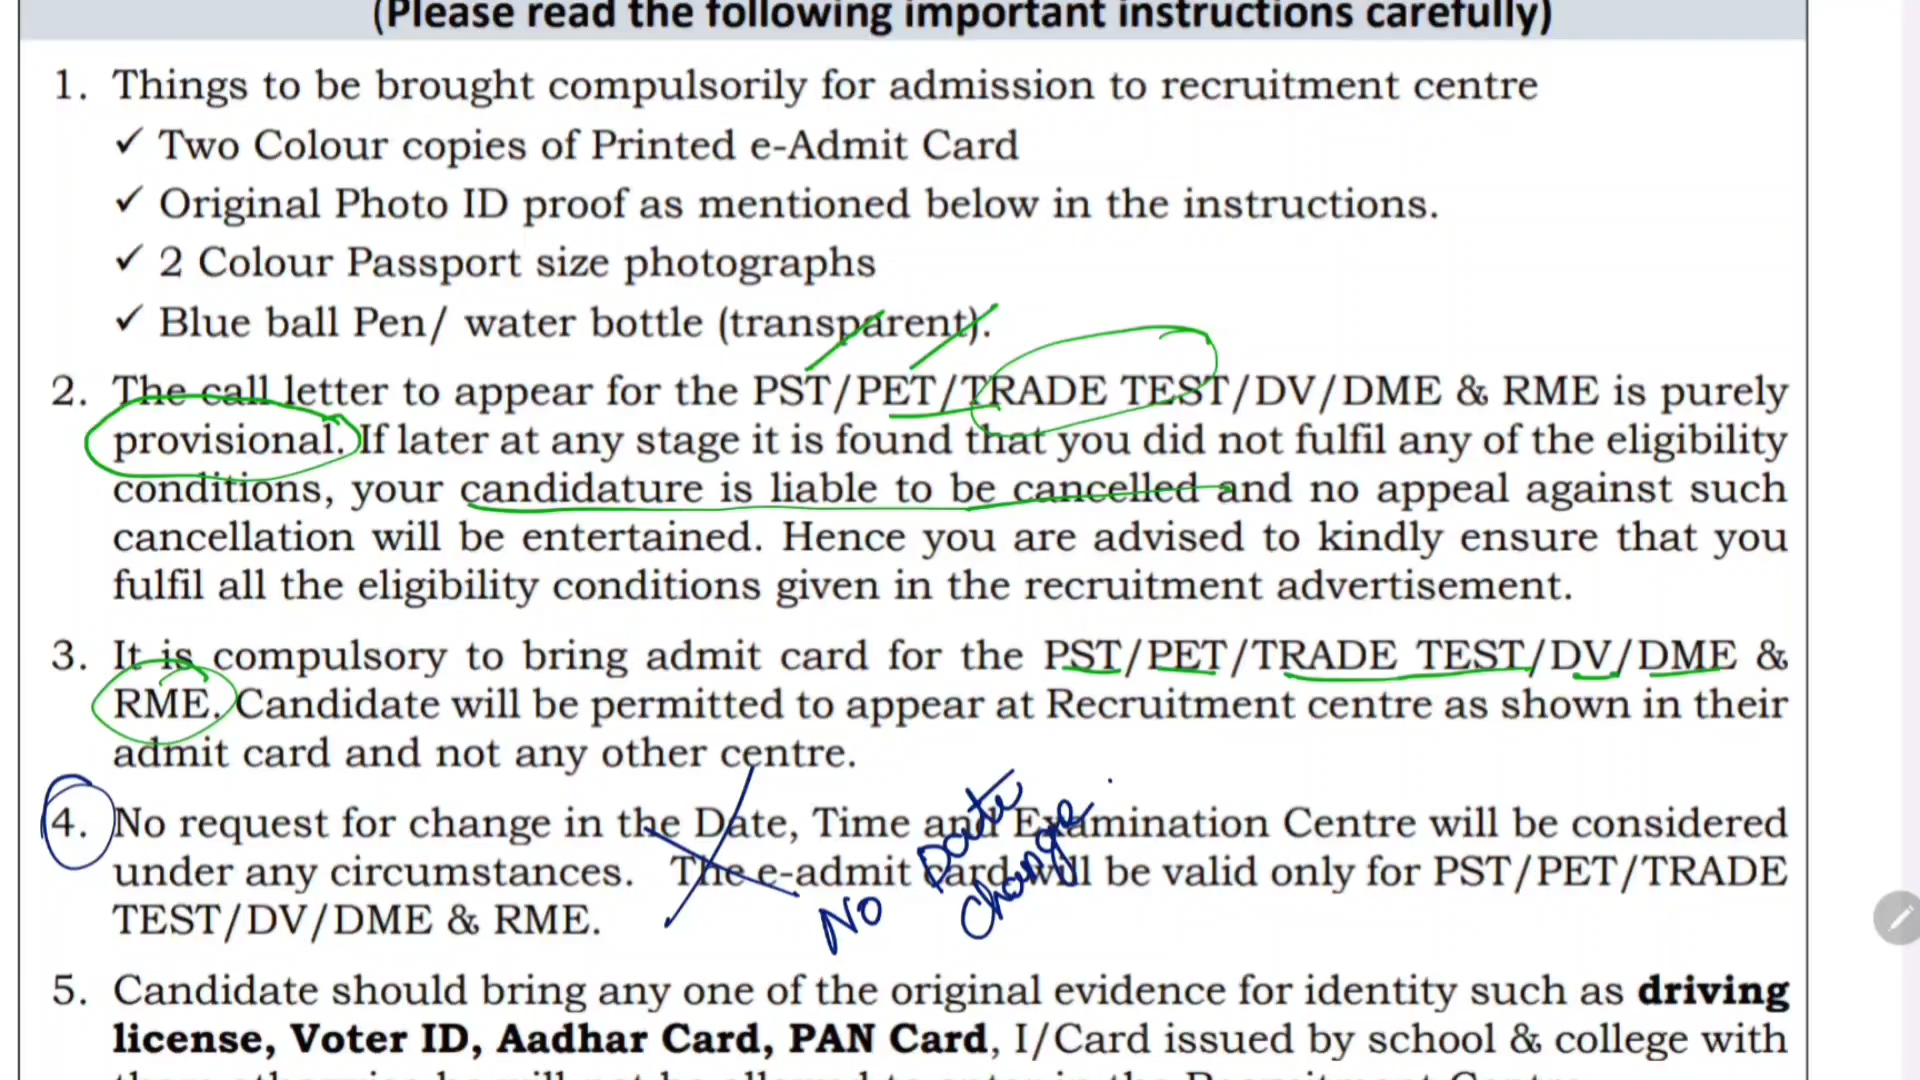 (Please read the following important instructions carefully)
1. Things to be brought compulsorily for admission to recruitment centre
✓ Two Colour copies of Printed e-Admit Card
✓ Original Photo ID proof as mentioned below in the instructions.
✓ 2 Colour Passport size photographs
✓ Blue ball Pen/ water bottle (transparent).
2. The call letter to appear for the PST/PET/TRADE TEST/DV/DME & RME is purely
provisional. If later at any stage it is found that you did not fulfil any of the eligibility
conditions, your candidature is liable to be cancelled and no appeal against such
cancellation will be entertained. Hence you are advised to kindly ensure that you
fulfil all the eligibility conditions given in the recruitment advertisement.
3. It is compulsory to bring admit card for the PST/PET/TRADE TEST/DV/DME &
RME. Candidate will be permitted to appear at Recruitment centre as shown in their
admit card and not any other centre.
4. No request for change in the Date, Time and Examination Centre will be considered
under any circumstances. The e-admit card will be valid only for PST/PET/TRADE
TEST/DV/DME & RME.
No Date
Change
5. Candidate should bring any one of the original evidence for identity such as driving
license, Voter ID, Aadhar Card, PAN Card, I/Card issued by school & college with